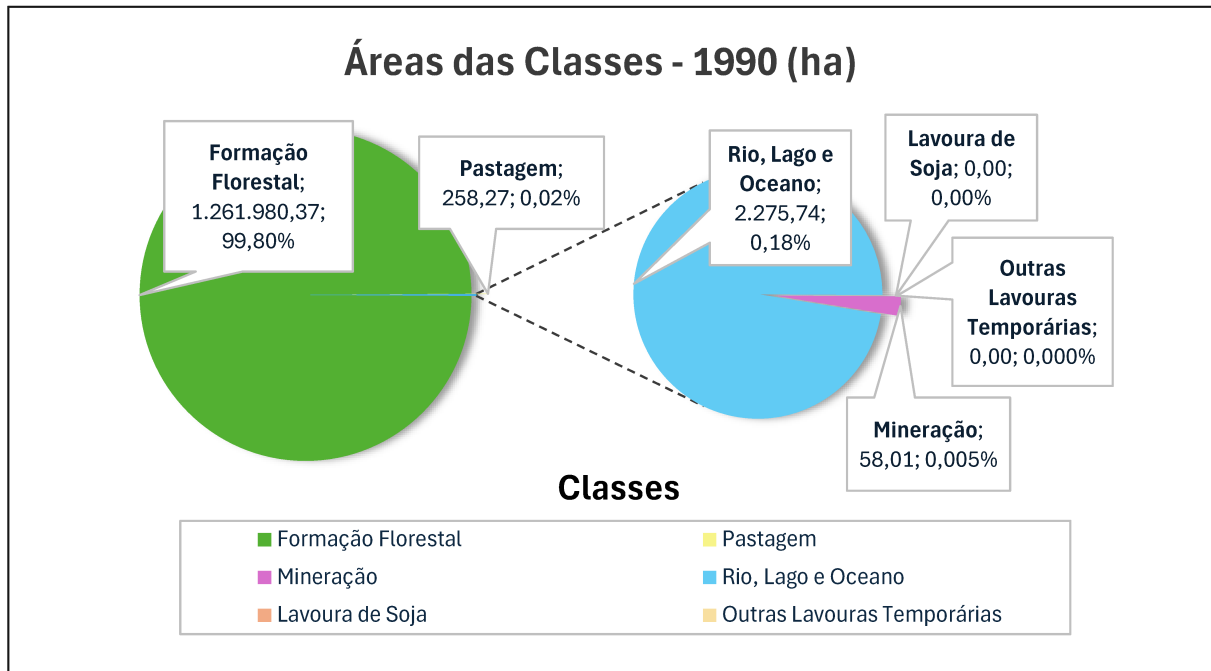 Áreas das Classes - 1990 (ha)
Formação
Florestal;
1.261.980,37;
99,80%
Pastagem;
258,27; 0,02%
Rio, Lago e
Oceano;
2.275,74;
0,18%
Lavoura de
Soja; 0,00;
0,00%
Outras
Lavouras
Temporárias;
0,00; 0,000%
Mineração;
58,01; 0,005%
Classes
Formação Florestal
Pastagem
Mineração
Rio, Lago e Oceano
Lavoura de Soja
Outras Lavouras Temporárias